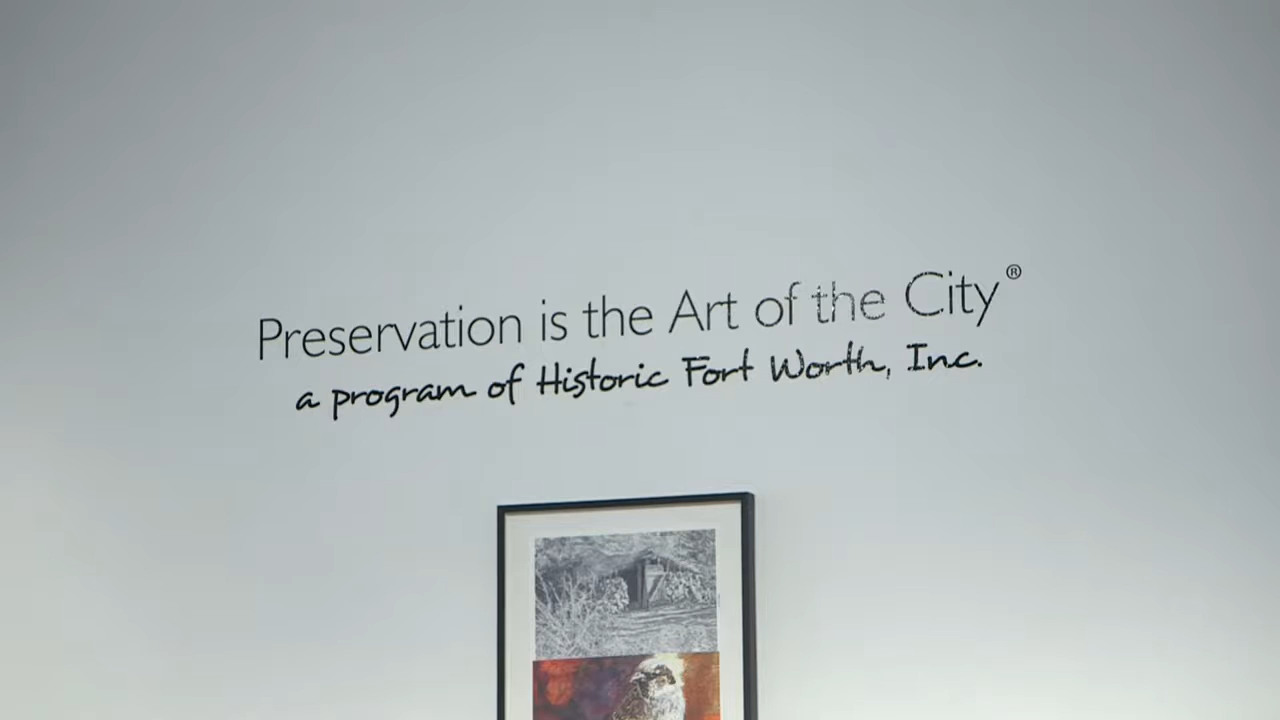 Preservation is the Art of the City®
a program of Historic Fort Worth, Inc.